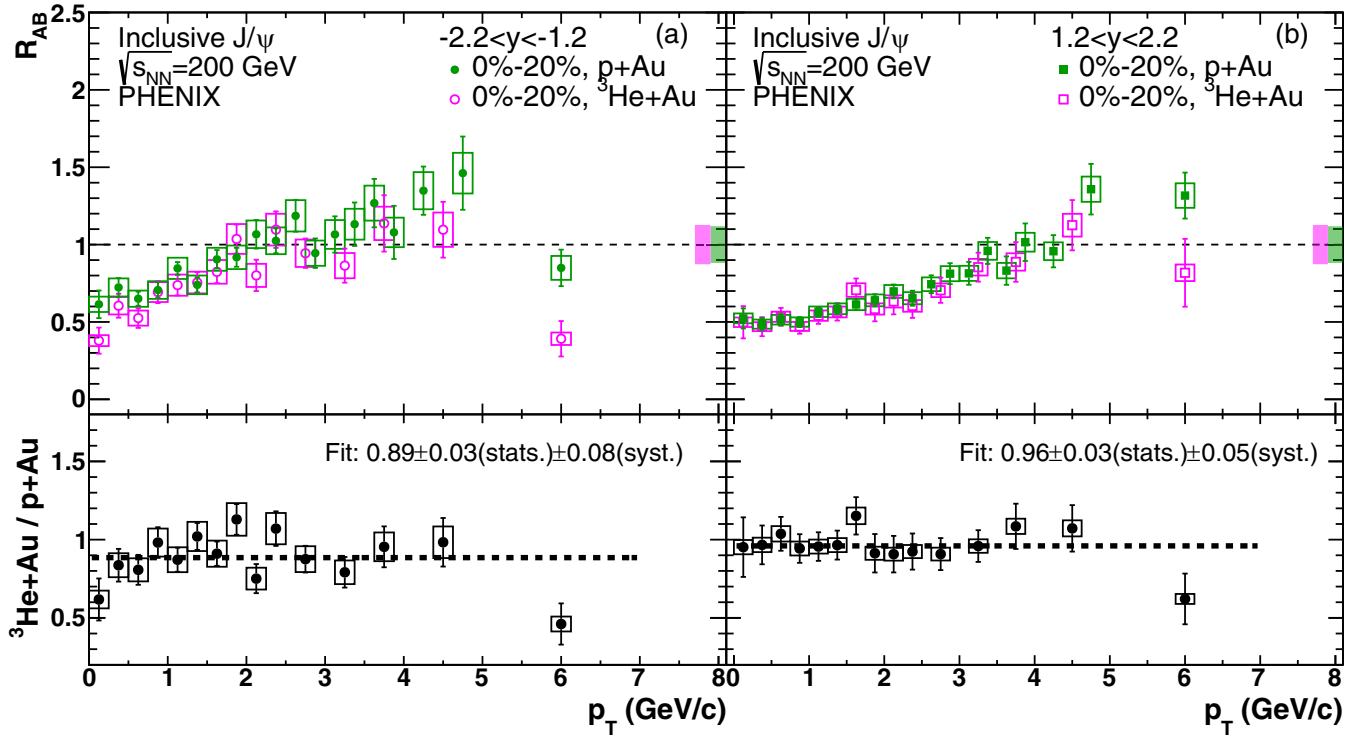 R_AB
2.5
2
1.5
1
0.5
0
Inclusive J/ψ
√s_NN=200 GeV
PHENIX
-2.2<y<-1.2
(a)
0%-20%, p+Au
0%-20%, ³He+Au
Inclusive J/ψ
√s_NN=200 GeV
PHENIX
1.2<y<2.2
(b)
0%-20%, p+Au
0%-20%, ³He+Au
³He+Au / p+Au
1.5
1
0.5
Fit: 0.89±0.03(stats.)±0.08(syst.)
Fit: 0.96±0.03(stats.)±0.05(syst.)
0 1 2 3 4 5 6 7 8
0 1 2 3 4 5 6 7 8
p_T (GeV/c)
p_T (GeV/c)